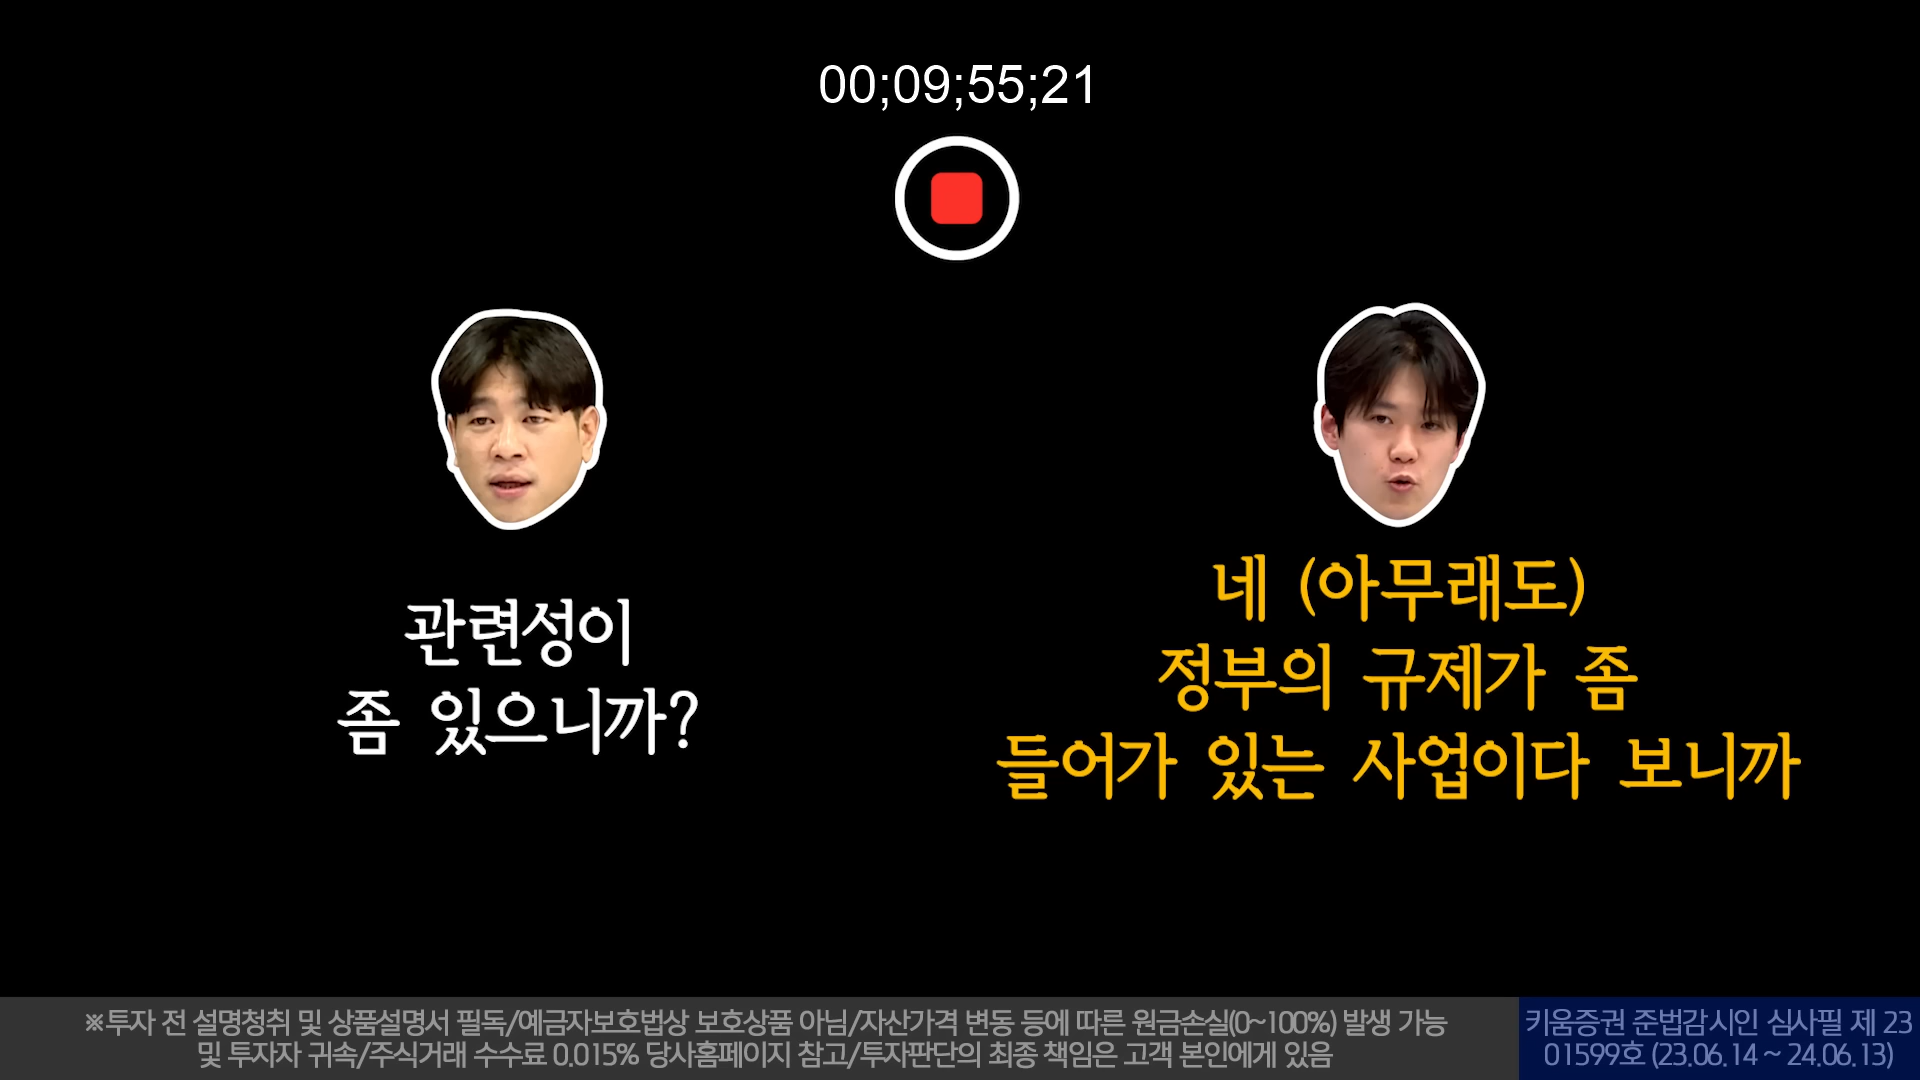 00;09;55;21
관련성이
좀 있으니까?
네 (아무래도)
정부의 규제가 좀
들어가 있는 사업이다 보니까
※투자 전 설명청취 및 상품설명서 필독/예금자보호법상 보호상품 아님/자산가격 변동 등에 따른 원금손실(0~100%) 발생 가능
및 투자자 귀속/주식거래 수수료 0.015% 당사홈페이지 참고/투자판단의 최종 책임은 고객 본인에게 있음
키움증권 준법감시인 심사필 제 23
01599호 (23.06.14 ~ 24.06.13)